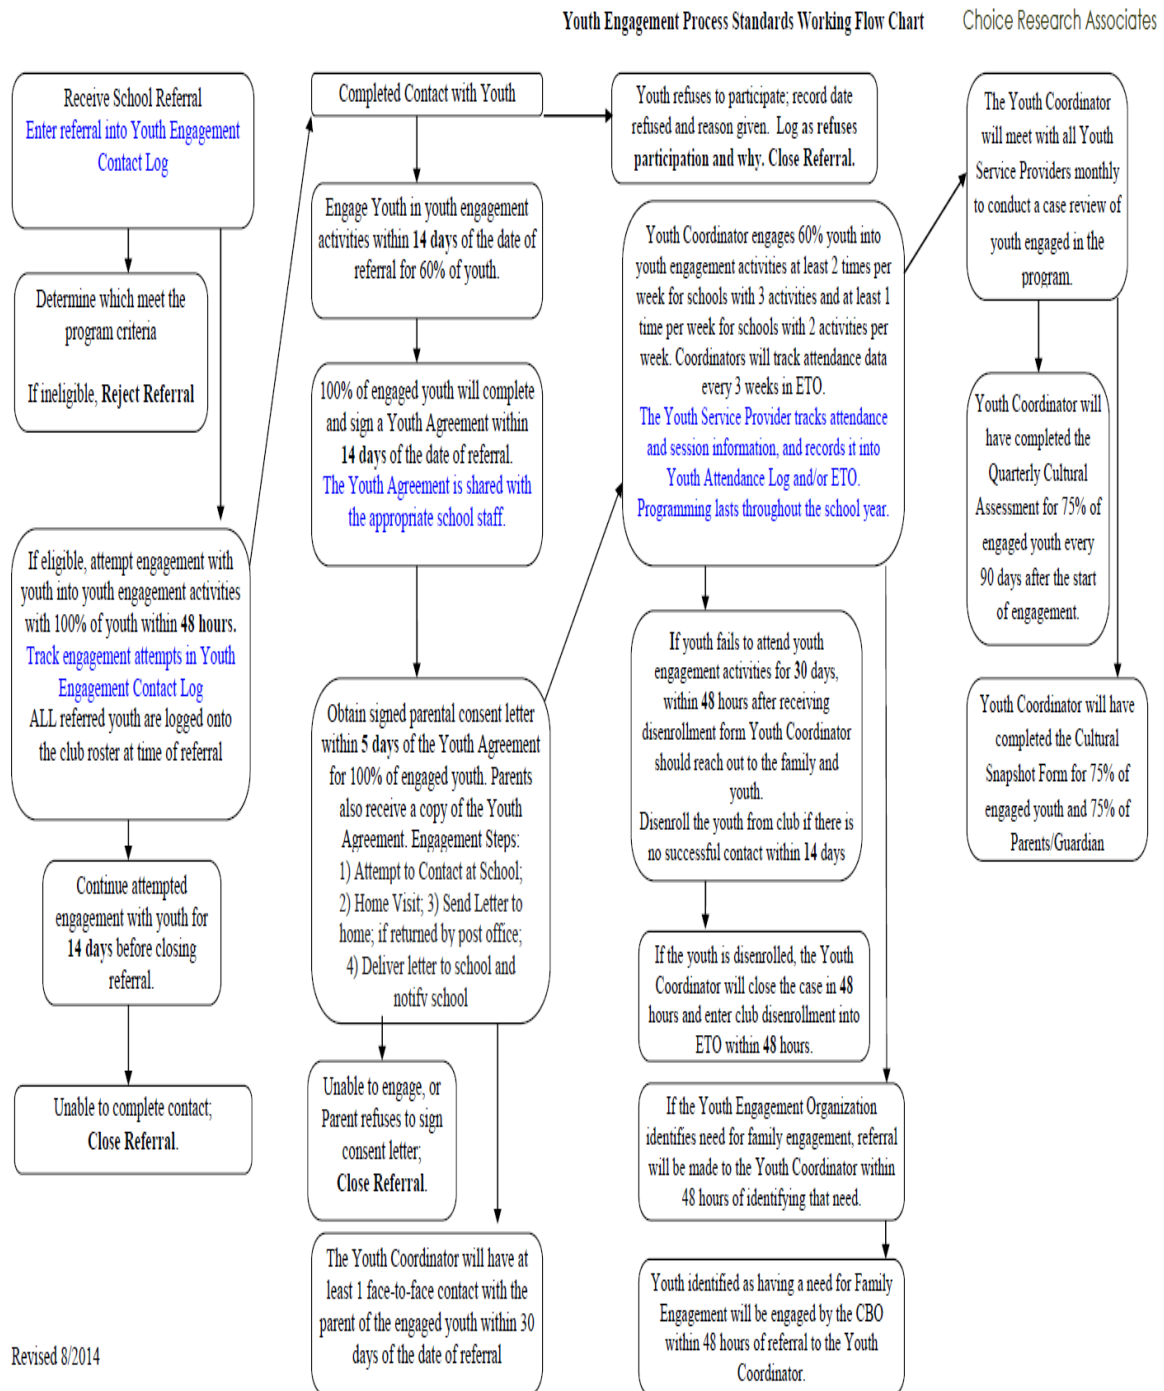 Youth Engagement Process Standards Working Flow Chart
Choice Research Associates
Receive School Referral
Enter referral into Youth Engagement
Contact Log
Determine which meet the
program criteria
If ineligible, Reject Referral
If eligible, attempt engagement with
youth into youth engagement activities
with 100% of youth within 48 hours.
Track engagement attempts in Youth
Engagement Contact Log
ALL referred youth are logged onto
the club roster at time of referral
Continue attempted
engagement with youth for
14 days before closing
referral.
Unable to complete contact;
Close Referral.
Completed Contact with Youth
Engage Youth in youth engagement
activities within 14 days of the date of
referral for 60% of youth.
100% of engaged youth will complete
and sign a Youth Agreement within
14 days of the date of referral.
The Youth Agreement is shared with
the appropriate school staff.
Obtain signed parental consent letter
within 5 days of the Youth Agreement
for 100% of engaged youth. Parents
also receive a copy of the Youth
Agreement. Engagement Steps:
1) Attempt to Contact at School;
2) Home Visit; 3) Send Letter to
home; if returned by post office;
4) Deliver letter to school and
notify school
Unable to engage, or
Parent refuses to sign
consent letter;
Close Referral.
The Youth Coordinator will have at
least 1 face-to-face contact with the
parent of the engaged youth within 30
days of the date of referral
Youth refuses to participate; record date
refused and reason given. Log as refuses
participation and why. Close Referral.
Youth Coordinator engages 60% youth into
youth engagement activities at least 2 times per
week for schools with 3 activities and at least 1
time per week for schools with 2 activities per
week. Coordinators will track attendance data
every 3 weeks in ETO.
The Youth Service Provider tracks attendance
and session information, and records it into
Youth Attendance Log and/or ETO.
Programming lasts throughout the school year.
If youth fails to attend youth
engagement activities for 30 days,
within 48 hours after receiving
disenrollment form Youth Coordinator
should reach out to the family and
youth.
Disenroll the youth from club if there is
no successful contact within 14 days
If the youth is disenrolled, the Youth
Coordinator will close the case in 48
hours and enter club disenrollment into
ETO within 48 hours.
If the Youth Engagement Organization
identifies need for family engagement, referral
will be made to the Youth Coordinator within
48 hours of identifying that need.
Youth identified as having a need for Family
Engagement will be engaged by the CBO
within 48 hours of referral to the Youth
Coordinator.
The Youth Coordinator
will meet with all Youth
Service Providers monthly
to conduct a case review of
youth engaged in the
program.
Youth Coordinator will
have completed the
Quarterly Cultural
Assessment for 75% of
engaged youth every
90 days after the start
of engagement.
Youth Coordinator will have
completed the Cultural
Snapshot Form for 75% of
engaged youth and 75% of
Parents/Guardian
Revised 8/2014